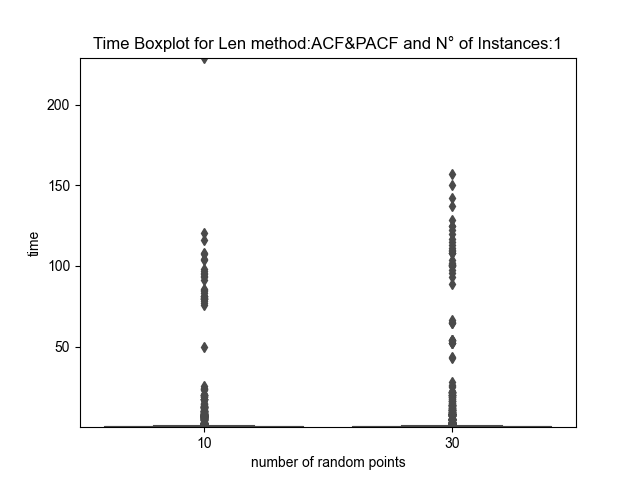 Time Boxplot for Len method:ACF&PACF and N° of Instances:1
200
150
100
50
time
10 30
number of random points